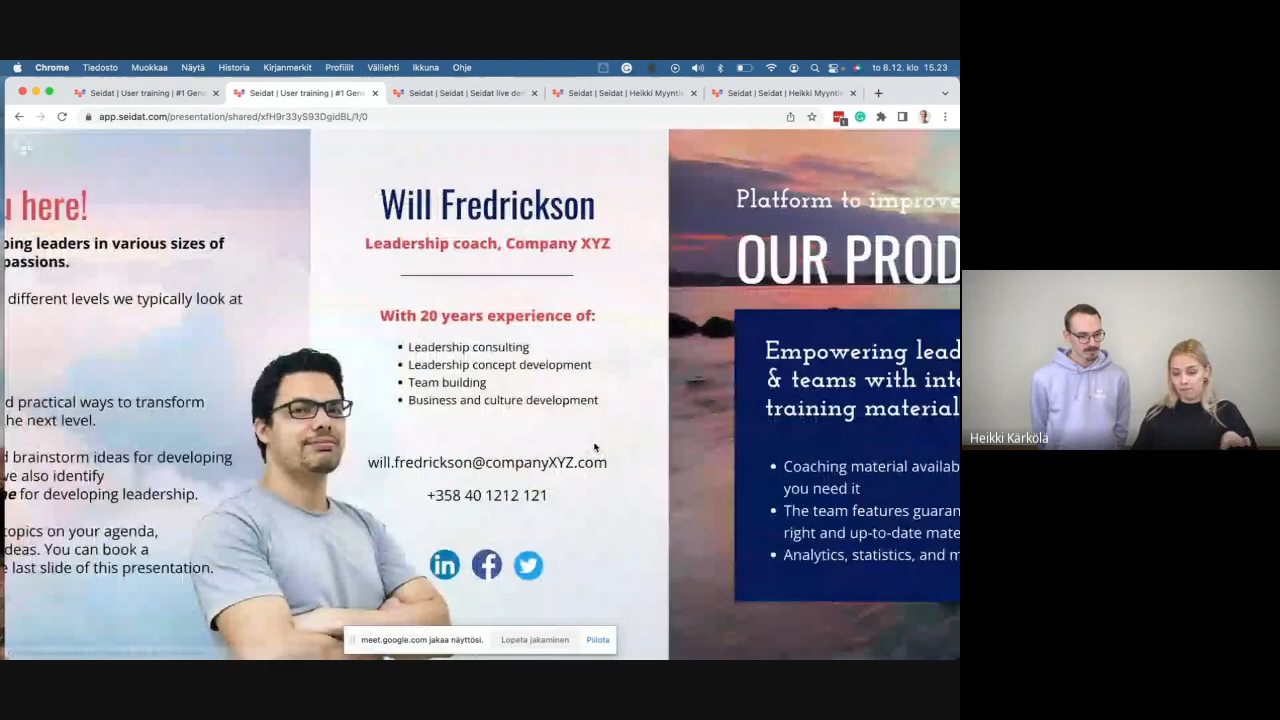 Chrome Tiedosto Muokkaa Näytä Historia Kirjanmerkit Profiilit Välilehti Ikkuna Ohje
to 8.12. klo 15.23
Seidat | User training | #1 Gen
Seidat | User training | #1 Gen
Seidat | Seidat | Seidat live den
Seidat | Seidat | Heikki Myyntie
Seidat | Seidat | Heikki Myyntie
app.seidat.com/presentation/shared/xfH9r33yS93DgidBL/1/0
u here!
ping leaders in various sizes of
passions.
different levels we typically look at
d practical ways to transform
he next level.
d brainstorm ideas for developing
ve also identify
ne for developing leadership.
topics on your agenda,
deas. You can book a
e last slide of this presentation.
Will Fredrickson
Leadership coach, Company XYZ
With 20 years experience of:
• Leadership consulting
• Leadership concept development
• Team building
• Business and culture development
will.fredrickson@companyXYZ.com
+358 40 1212 121
in
Platform to improve
OUR PROD
Empowering lead
& teams with inte
training material
• Coaching material availab
you need it
• The team features guaran
right and up-to-date mate
• Analytics, statistics, and m
meet.google.com jakaa näyttösi. Lopeta jakaminen Piilota
Heikki Kärkölä